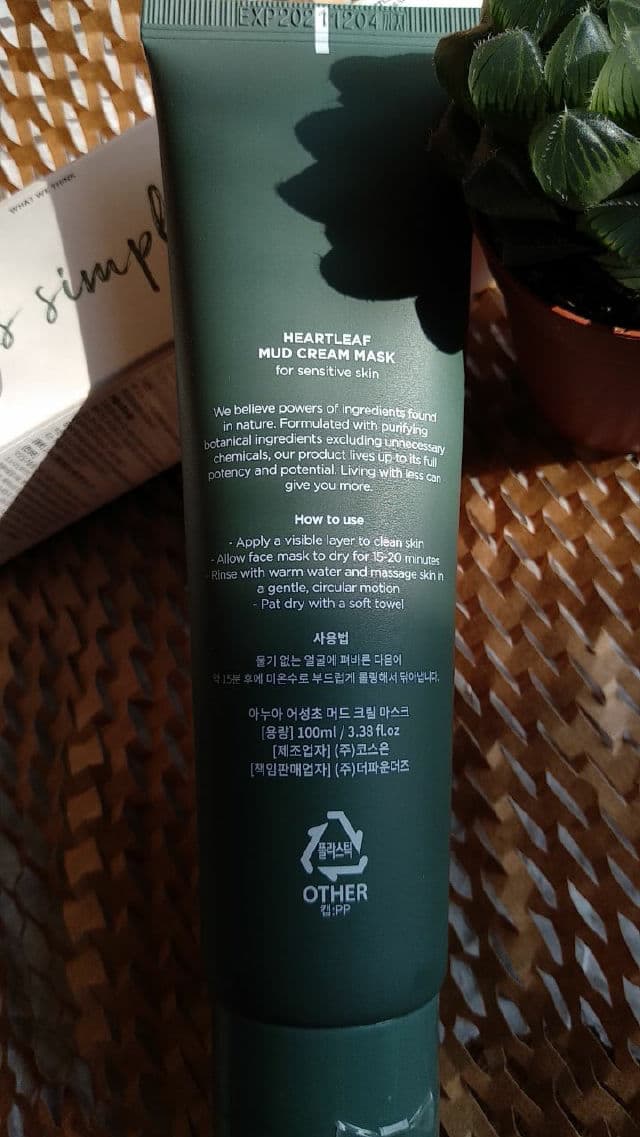 WHAT WE THINK
s simpl
HEARTLEAF
MUD CREAM MASK
for sensitive skin
We believe powers of ingredients found
in nature. Formulated with purifying
botanical ingredients excluding unnecessary
chemicals, our product lives up to its full
potency and potential. Living with less can
give you more.
How to use
- Apply a visible layer to clean skin
- Allow face mask to dry for 15-20 minutes
- Rinse with warm water and massage skin in
a gentle, circular motion
- Pat dry with a soft towel
사용법
물기 없는 얼굴에 펴바른 다음에
약 15분 후에 미온수로 부드럽게 롤링해서 닦아냅니다.
아누아 어성초 머드 크림 마스크
[용량] 100ml / 3.38 fl.oz
[제조업자] (주)코스온
[책임판매업자] (주)더파운더즈
플라스틱
OTHER
캡:PP